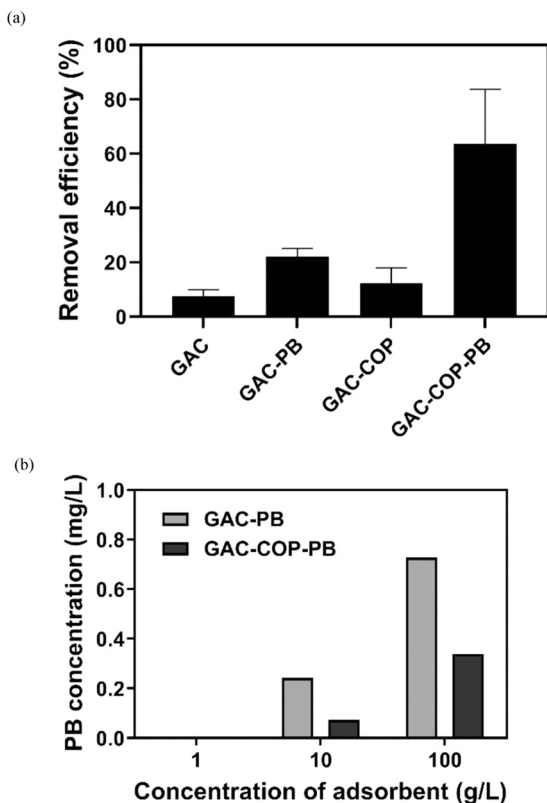 (a)
Removal efficiency (%)
100
80
60
40
20
0
GAC
GAC-PB
GAC-COP
GAC-COP-PB
(b)
PB concentration (mg/L)
1.0
0.8
0.6
0.4
0.2
0.0
GAC-PB
GAC-COP-PB
1
10
100
Concentration of adsorbent (g/L)